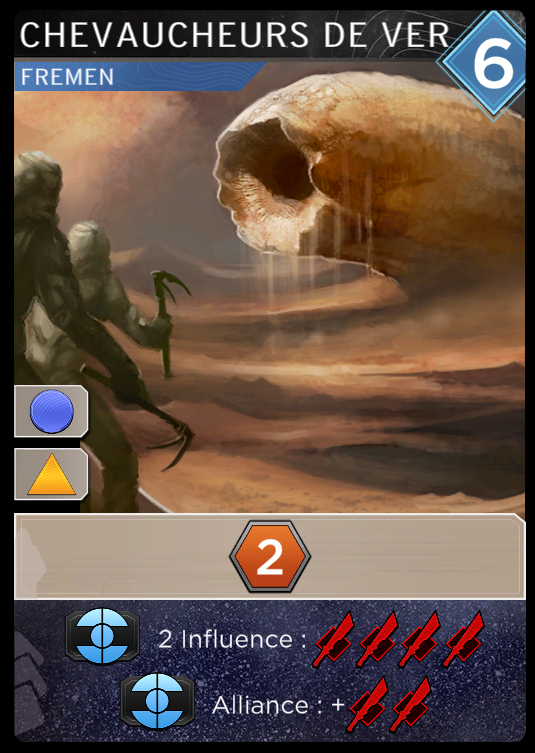 CHEVAUCHEURS DE VER
6
FREMEN
2
2 Influence :
Alliance : +